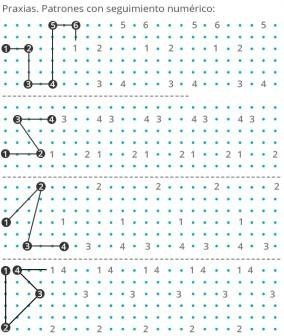 Praxias. Patrones con seguimiento numérico:
5 6 5 6 5 6 5
1 2 1 2 1 2 1 2
3 4 3 4 3 4 3 4
3 4 4 3 4 3 4 3 4 3
1 2 1 2 1 2 1 2 1 2 1 2
2 2 2 2 2
1 1 1 1 1
3 4 3 4 3 4 3 4 3
1 4 1 4 1 4 1 4 1 4 1 4
3 3 3 3 3 3
2 2 2 2 2 2